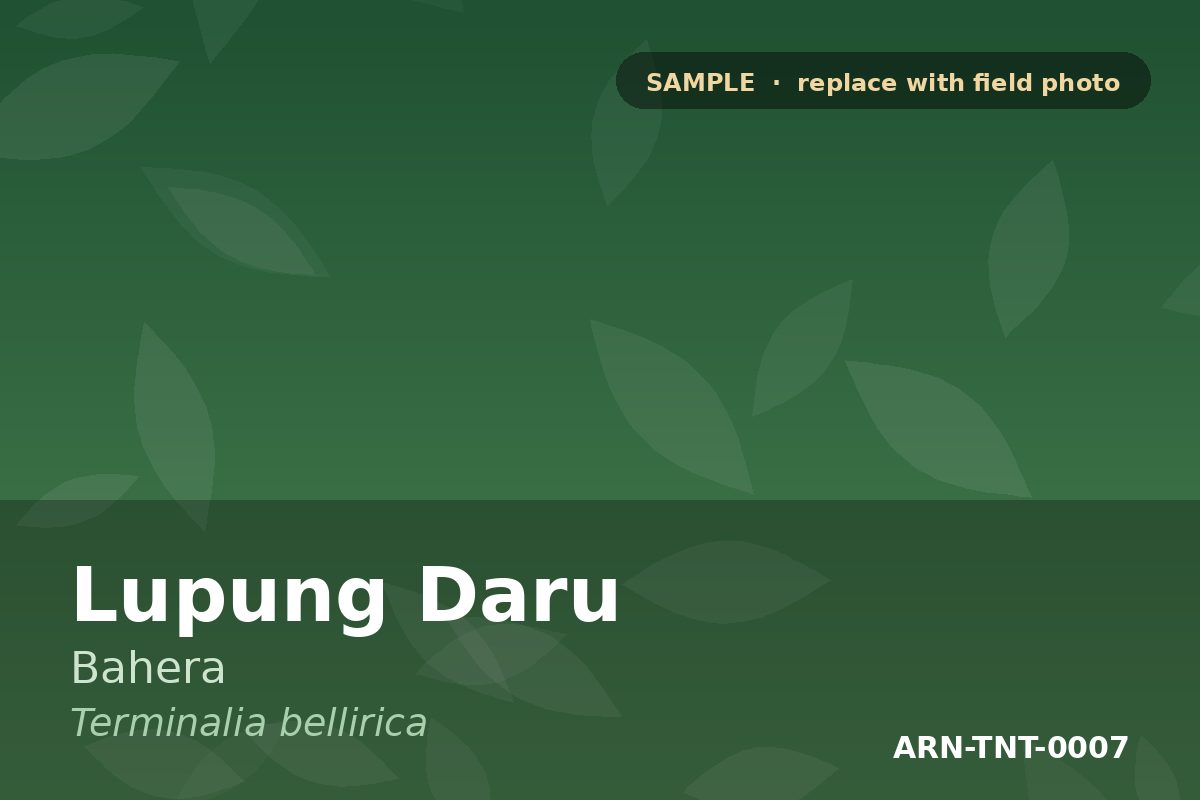 SAMPLE · replace with field photo
Lupung Daru
Bahera
Terminalia bellirica
ARN-TNT-0007